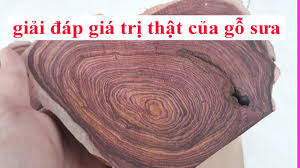 giải đáp giá trị thật của gỗ sưa